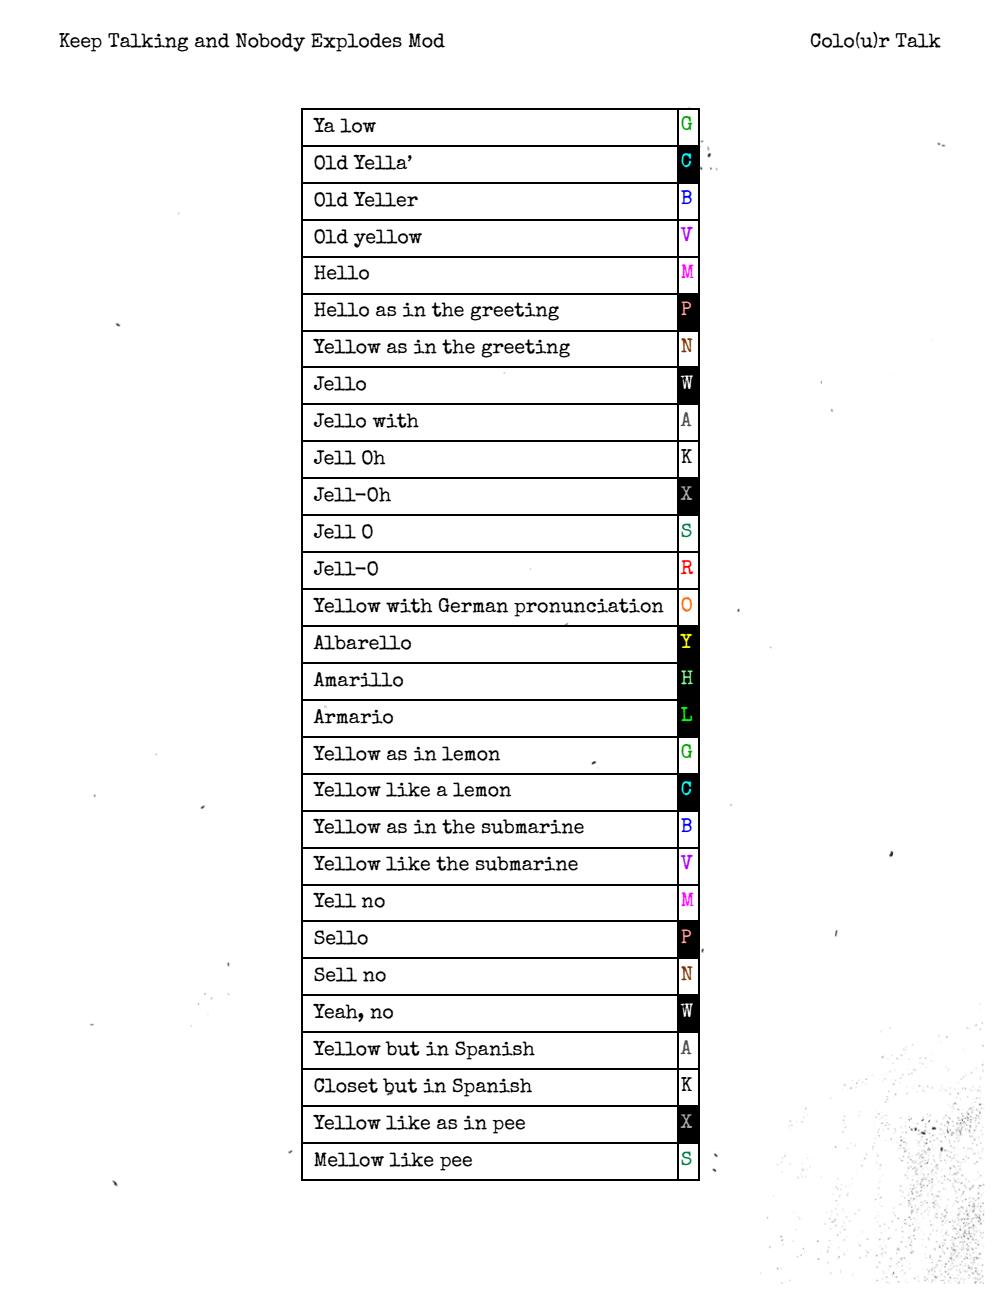 Keep Talking and Nobody Explodes Mod Colo(u)r Talk
Ya low G
Old Yella’ C
Old Yeller B
Old yellow V
Hello M
Hello as in the greeting P
Yellow as in the greeting N
Jello W
Jello with A
Jell Oh K
Jell-Oh X
Jell O S
Jell-O R
Yellow with German pronunciation O
Albarello Y
Amarillo H
Armario L
Yellow as in lemon G
Yellow like a lemon C
Yellow as in the submarine B
Yellow like the submarine V
Yell no M
Sello P
Sell no N
Yeah, no W
Yellow but in Spanish A
Closet but in Spanish K
Yellow like as in pee X
Mellow like pee S